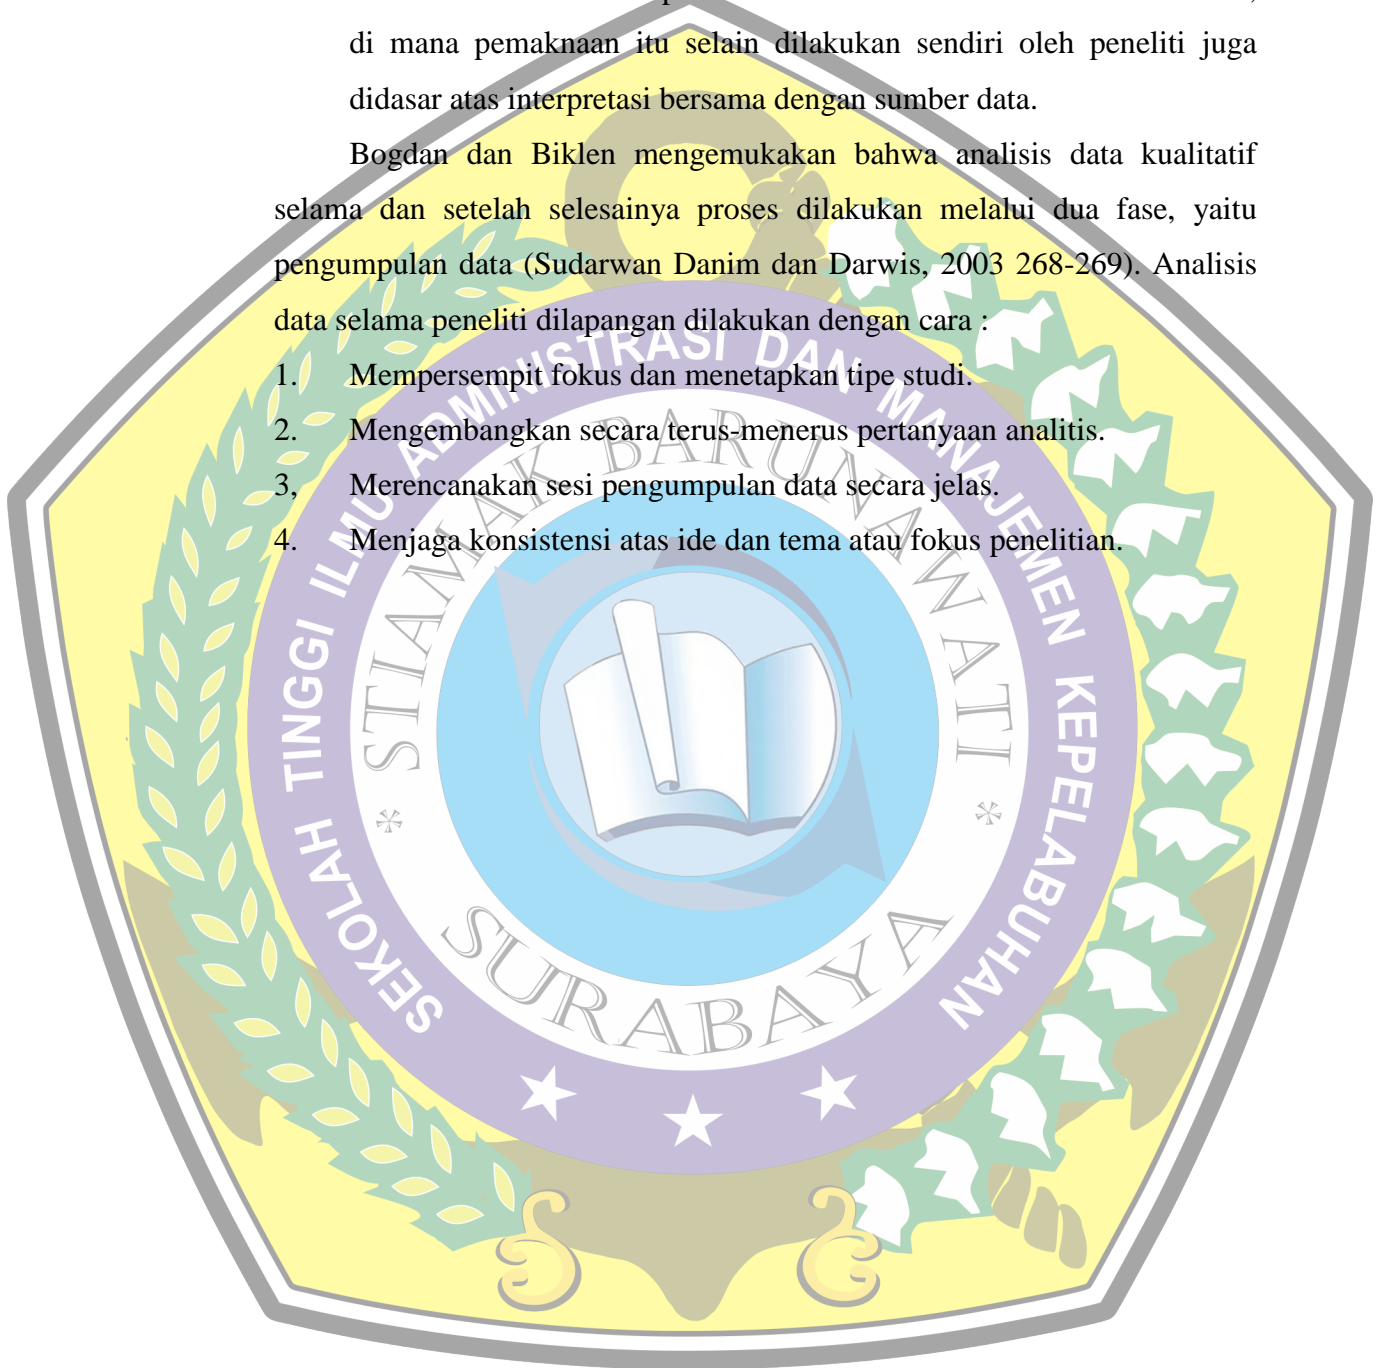 di mana pemaknaan itu selain dilakukan sendiri oleh peneliti juga
didasar atas interpretasi bersama dengan sumber data.
Bogdan dan Biklen mengemukakan bahwa analisis data kualitatif
selama dan setelah selesainya proses dilakukan melalui dua fase, yaitu
pengumpulan data (Sudarwan Danim dan Darwis, 2003 268-269). Analisis
data selama peneliti dilapangan dilakukan dengan cara :
1. Mempersempit fokus dan menetapkan tipe studi.
2. Mengembangkan secara terus-menerus pertanyaan analitis.
3, Merencanakan sesi pengumpulan data secara jelas.
4. Menjaga konsistensi atas ide dan tema atau fokus penelitian.
SEKOLAH TINGGI ILMU ADMINISTRASI DAN MANAJEMEN KEPELABUHAN
STIAMAK BARUNAWATI
* SURABAYA *